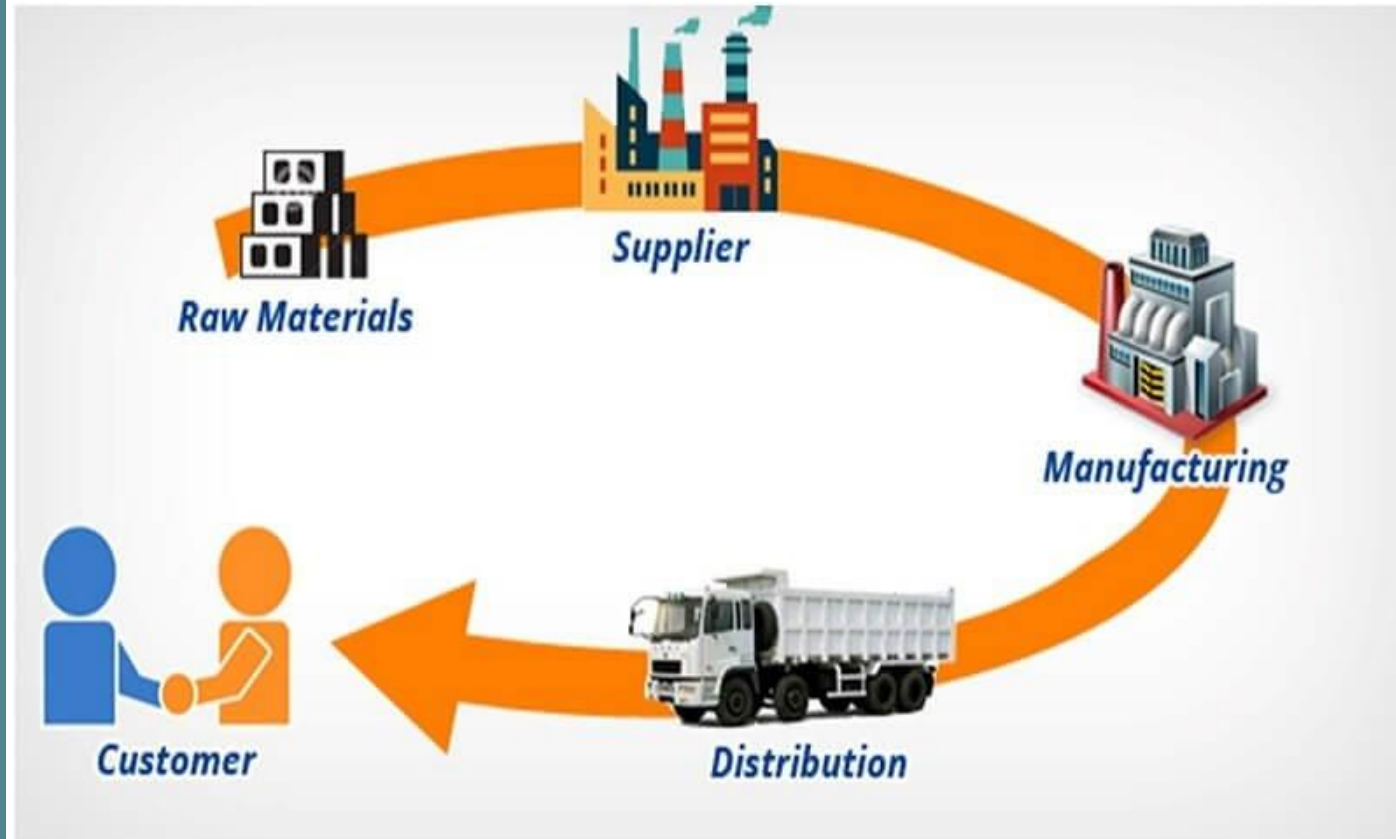 Raw Materials
Supplier
Manufacturing
Distribution
Customer